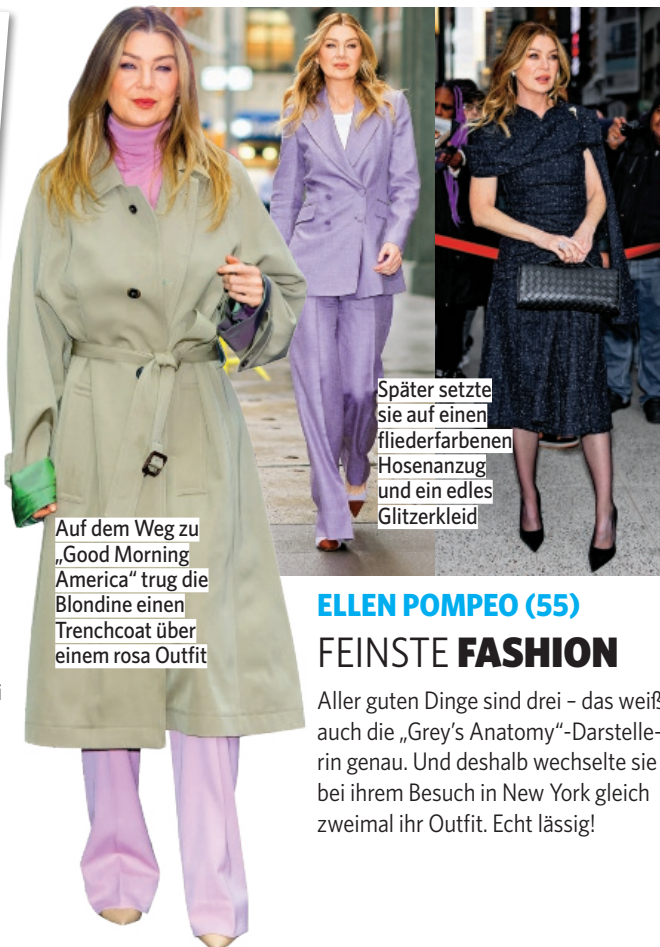 Auf dem Weg zu
„Good Morning
America“ trug die
Blondine einen
Trenchcoat über
einem rosa Outfit
Später setzte
sie auf einen
fliederfarbenen
Hosenanzug
und ein edles
Glitzerkleid
ELLEN POMPEO (55)
FEINSTE FASHION
Aller guten Dinge sind drei – das weiß
auch die „Grey’s Anatomy“-Darstelle-
rin genau. Und deshalb wechselte sie
bei ihrem Besuch in New York gleich
zweimal ihr Outfit. Echt lässig!